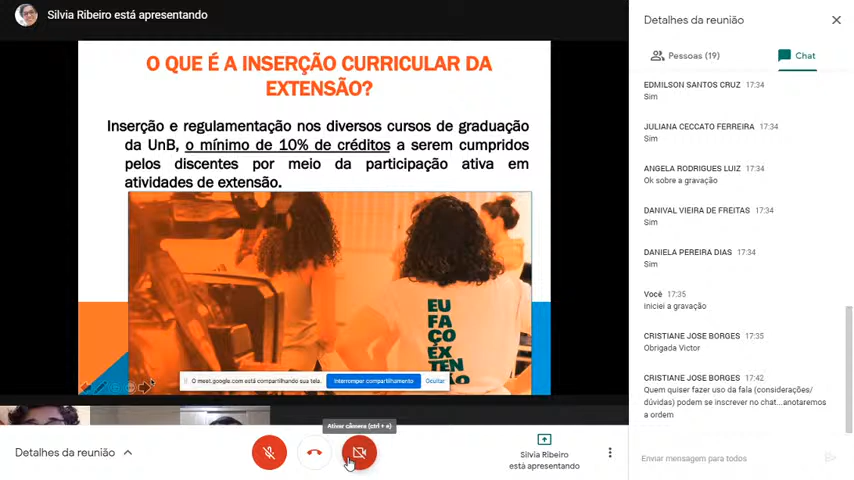 Silvia Ribeiro está apresentando
O QUE É A INSERÇÃO CURRICULAR DA
EXTENSÃO?
Inserção e regulamentação nos diversos cursos de graduação
da UnB, o mínimo de 10% de créditos a serem cumpridos
pelos discentes por meio da participação ativa em
atividades de extensão.
EU
FA
ÇO
EX
TEN
O meet.google.com está compartilhando sua tela.
Interromper compartilhamento
Ocultar
Ativar câmera (ctrl + e)
Detalhes da reunião
Silvia Ribeiro
está apresentando
Detalhes da reunião
Pessoas (19)
Chat
EDMILSON SANTOS CRUZ 17:34
Sim
JULIANA CECCATO FERREIRA 17:34
Sim
ANGELA RODRIGUES LUIZ 17:34
Ok sobre a gravação
DANIVAL VIEIRA DE FREITAS 17:34
Sim
DANIELA PEREIRA DIAS 17:34
Sim
Você 17:35
iniciei a gravação
CRISTIANE JOSE BORGES 17:35
Obrigada Victor
CRISTIANE JOSE BORGES 17:42
Quem quiser fazer uso da fala (considerações/
dúvidas) podem se inscrever no chat...anotaremos
a ordem
Enviar mensagem para todos